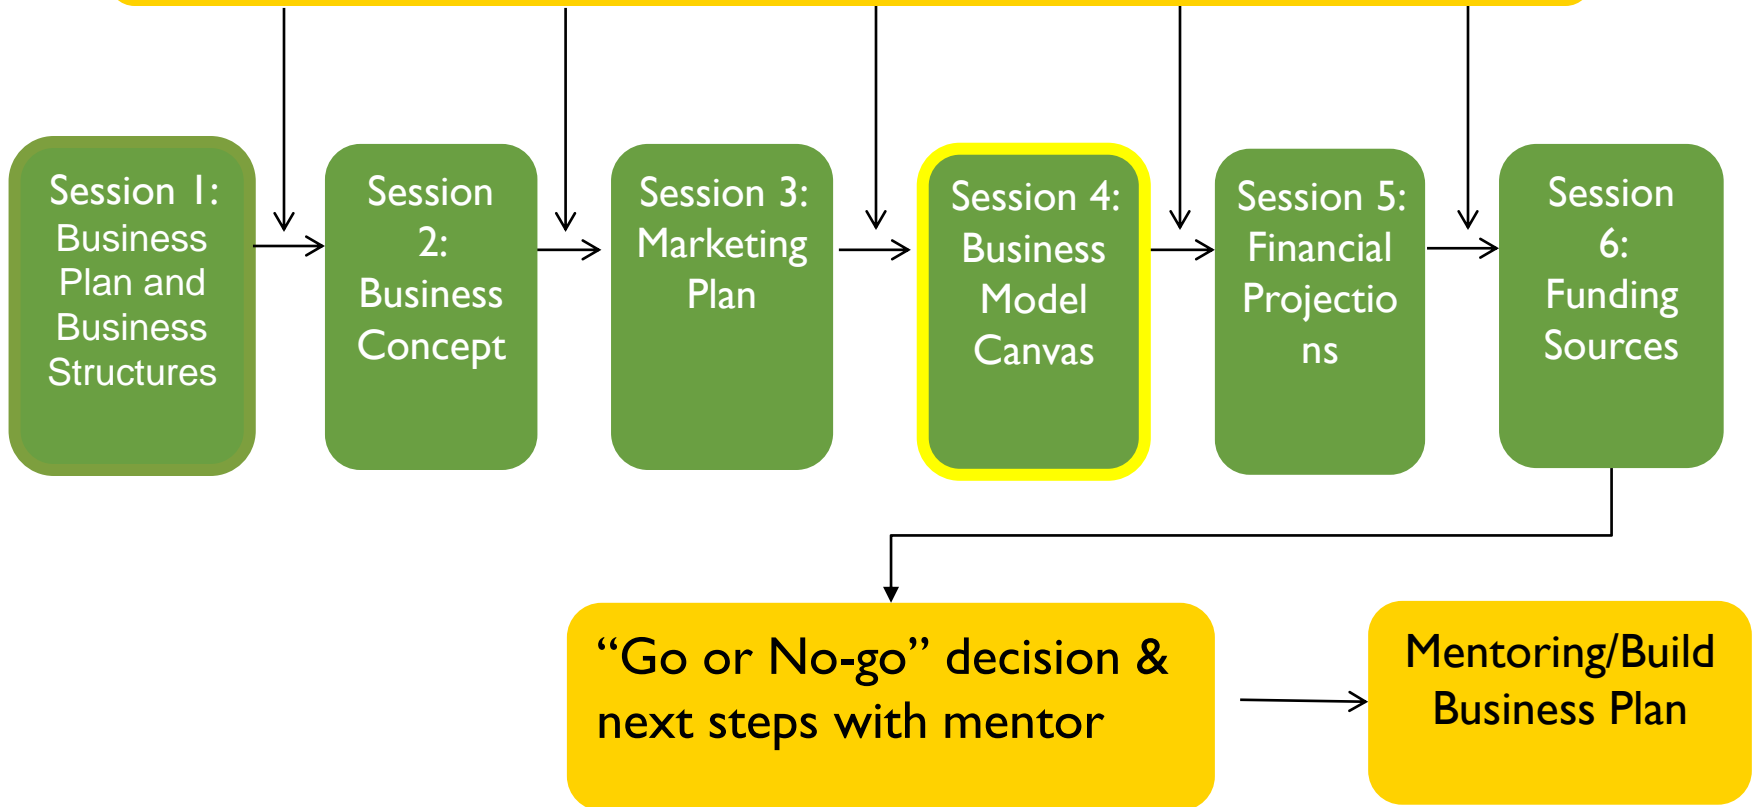 Session 1:
Business
Plan and
Business
Structures
Session
2:
Business
Concept
Session 3:
Marketing
Plan
Session 4:
Business
Model
Canvas
Session 5:
Financial
Projectio
ns
Session
6:
Funding
Sources
“Go or No-go” decision &
next steps with mentor
Mentoring/Build
Business Plan